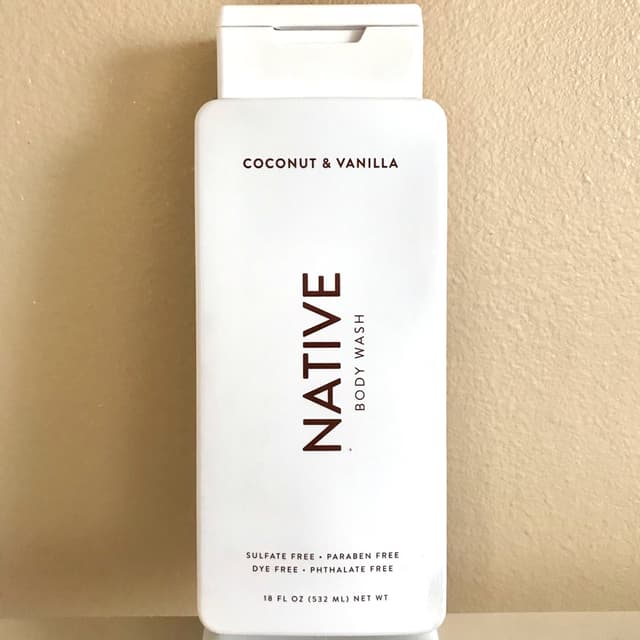 COCONUT & VANILLA
NATIVE
BODY WASH
SULFATE FREE • PARABEN FREE
DYE FREE • PHTHALATE FREE
18 FL OZ (532 ML) NET WT